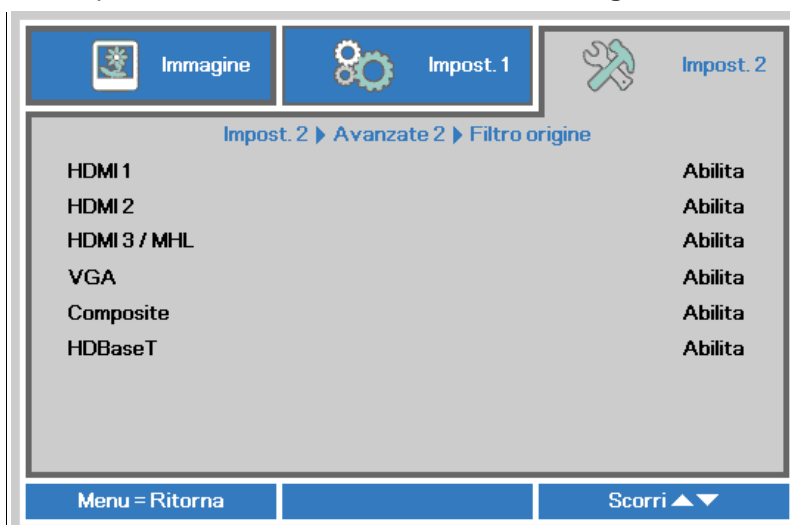 Immagine
Impost. 1
Impost. 2
Impost. 2 ▶ Avanzate 2 ▶ Filtro origine
HDMI 1 Abilita
HDMI 2 Abilita
HDMI 3 / MHL Abilita
VGA Abilita
Composite Abilita
HDBaseT Abilita
Menu = Ritorna
Scorri ▲▼